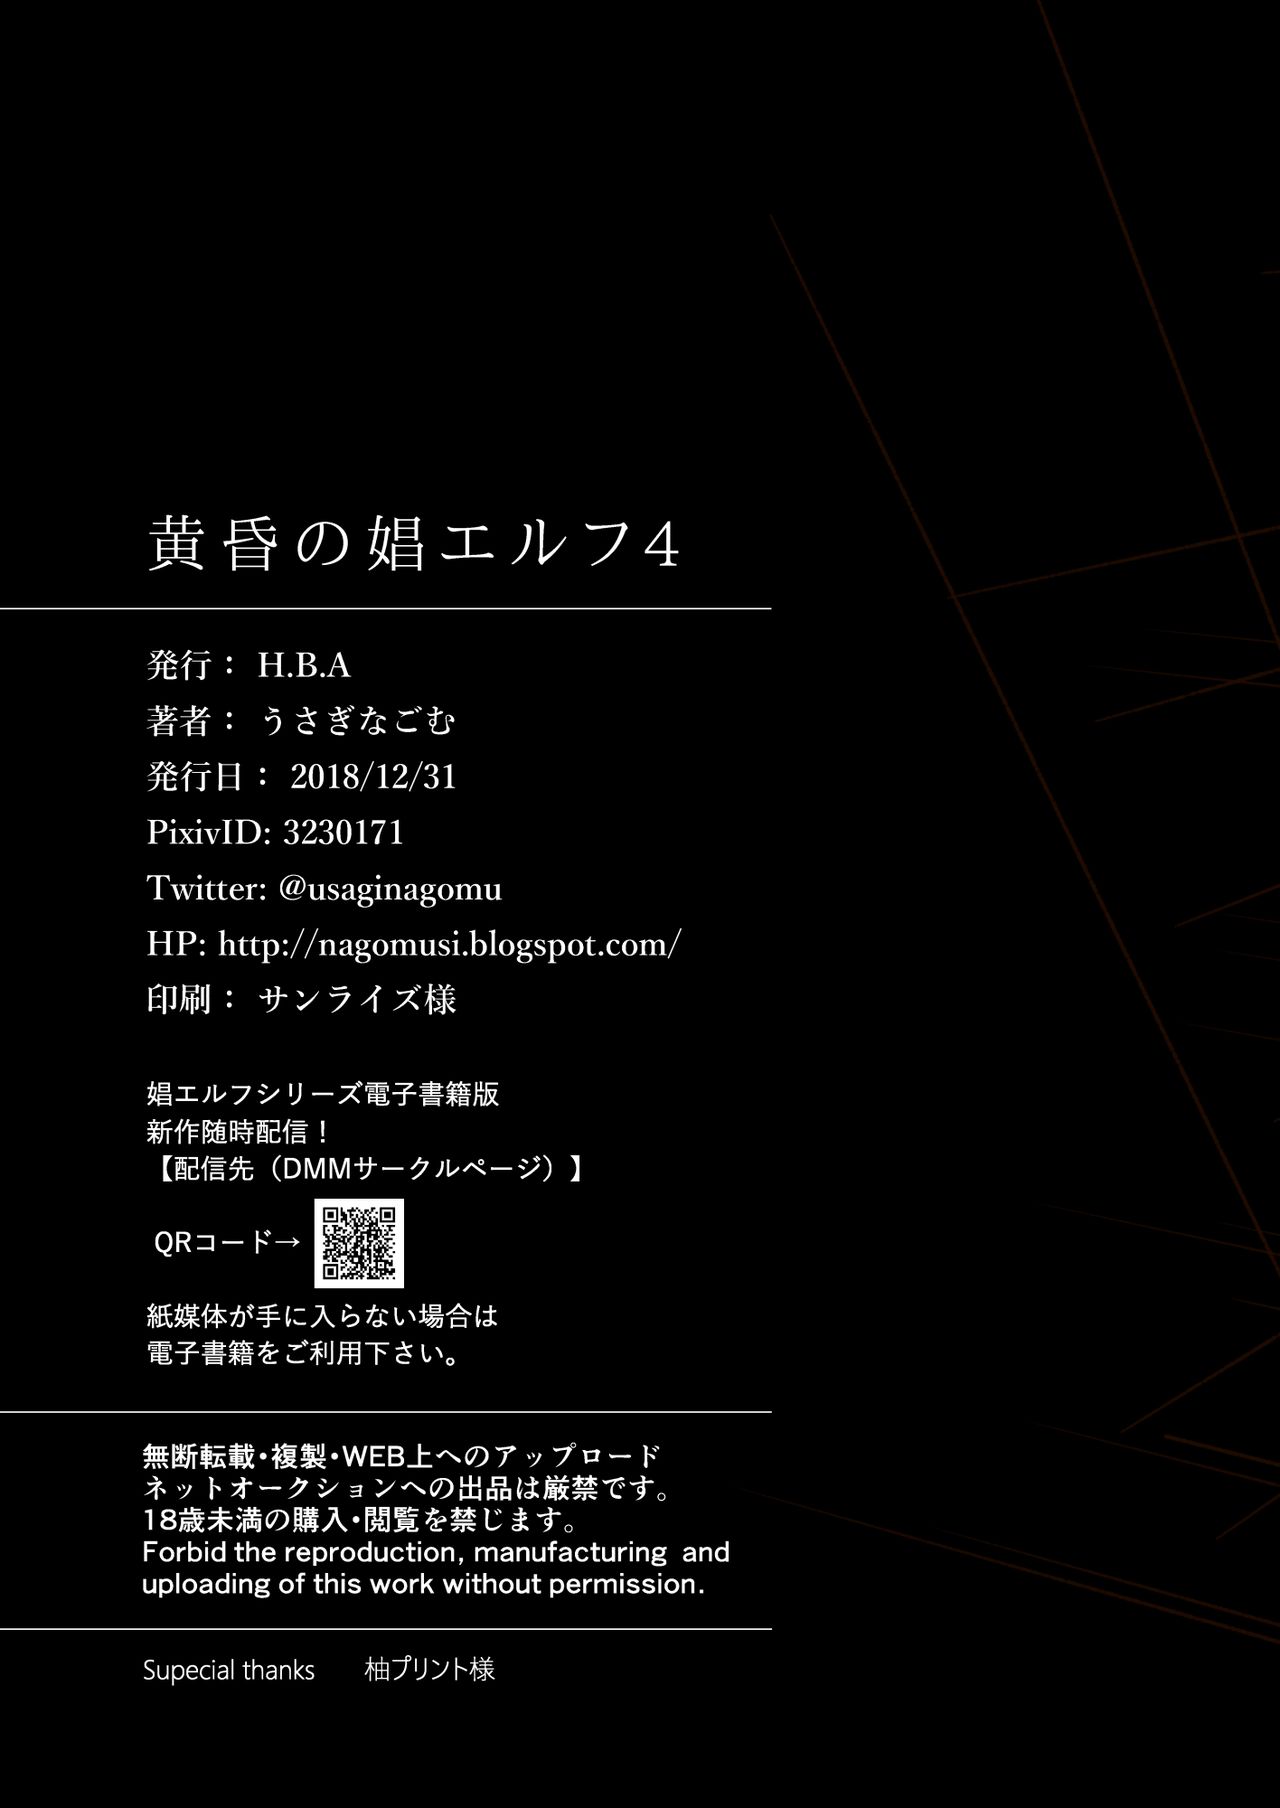 黄昏の娼エルフ4
発行： H.B.A
著者： うさぎなごむ
発行日： 2018/12/31
PixivID: 3230171
Twitter: @usaginagomu
HP: http://nagomusi.blogspot.com/
印刷： サンライズ様
娼エルフシリーズ電子書籍版
新作随時配信！
【配信先（DMMサークルページ）】
QRコード→
紙媒体が手に入らない場合は
電子書籍をご利用下さい。
無断転載・複製・WEB上へのアップロード
ネットオークションへの出品は厳禁です。
18歳未満の購入・閲覧を禁じます。
Forbid the reproduction, manufacturing and
uploading of this work without permission.
Supecial thanks 柚プリント様